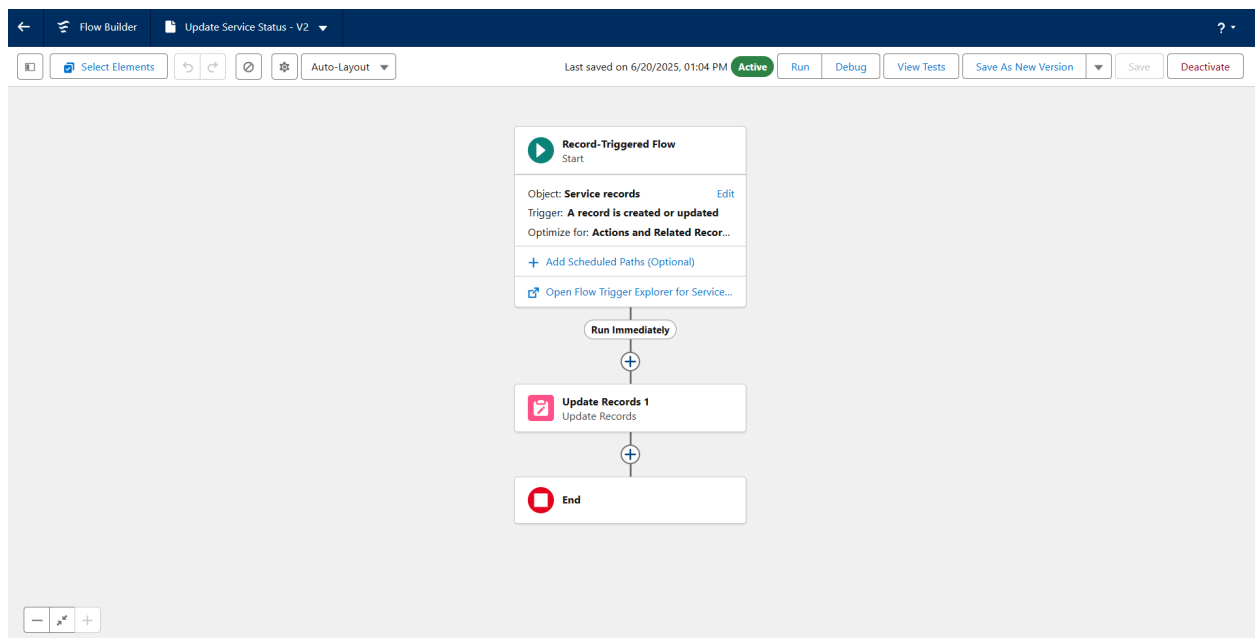 Flow Builder Update Service Status - V2 ?
Select Elements Auto-Layout Last saved on 6/20/2025, 01:04 PM Active Run Debug View Tests Save As New Version Save Deactivate
Record-Triggered Flow
Start
Object: Service records Edit
Trigger: A record is created or updated
Optimize for: Actions and Related Recor...
+ Add Scheduled Paths (Optional)
Open Flow Trigger Explorer for Service...
Run Immediately
Update Records 1
Update Records
End